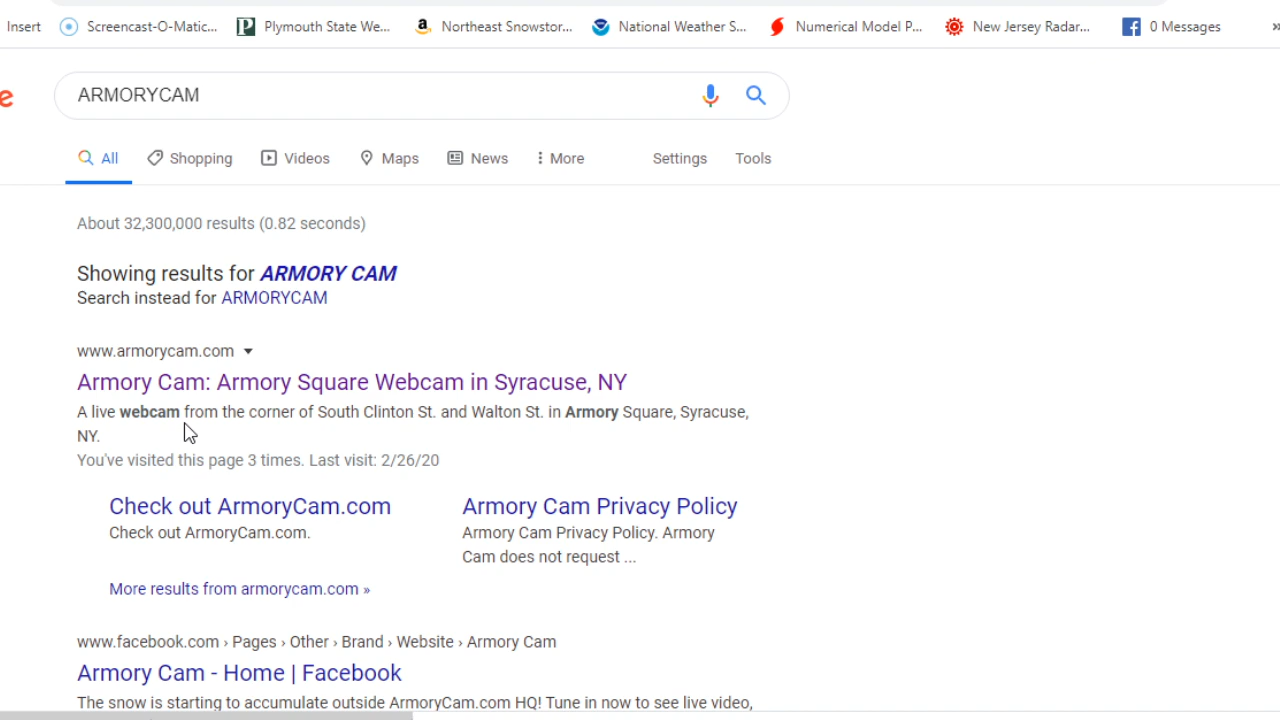 Insert Screencast-O-Matic... Plymouth State We... Northeast Snowstor... National Weather S... Numerical Model P... New Jersey Radar... 0 Messages »
e ARMORYCAM
All Shopping Videos Maps News More Settings Tools
About 32,300,000 results (0.82 seconds)
Showing results for ARMORY CAM
Search instead for ARMORYCAM
www.armorycam.com
Armory Cam: Armory Square Webcam in Syracuse, NY
A live webcam from the corner of South Clinton St. and Walton St. in Armory Square, Syracuse,
NY.
You've visited this page 3 times. Last visit: 2/26/20
Check out ArmoryCam.com Armory Cam Privacy Policy
Check out ArmoryCam.com. Armory Cam Privacy Policy. Armory
Cam does not request ...
More results from armorycam.com »
www.facebook.com › Pages › Other › Brand › Website › Armory Cam
Armory Cam - Home | Facebook
The snow is starting to accumulate outside ArmoryCam.com HQ! Tune in now to see live video,